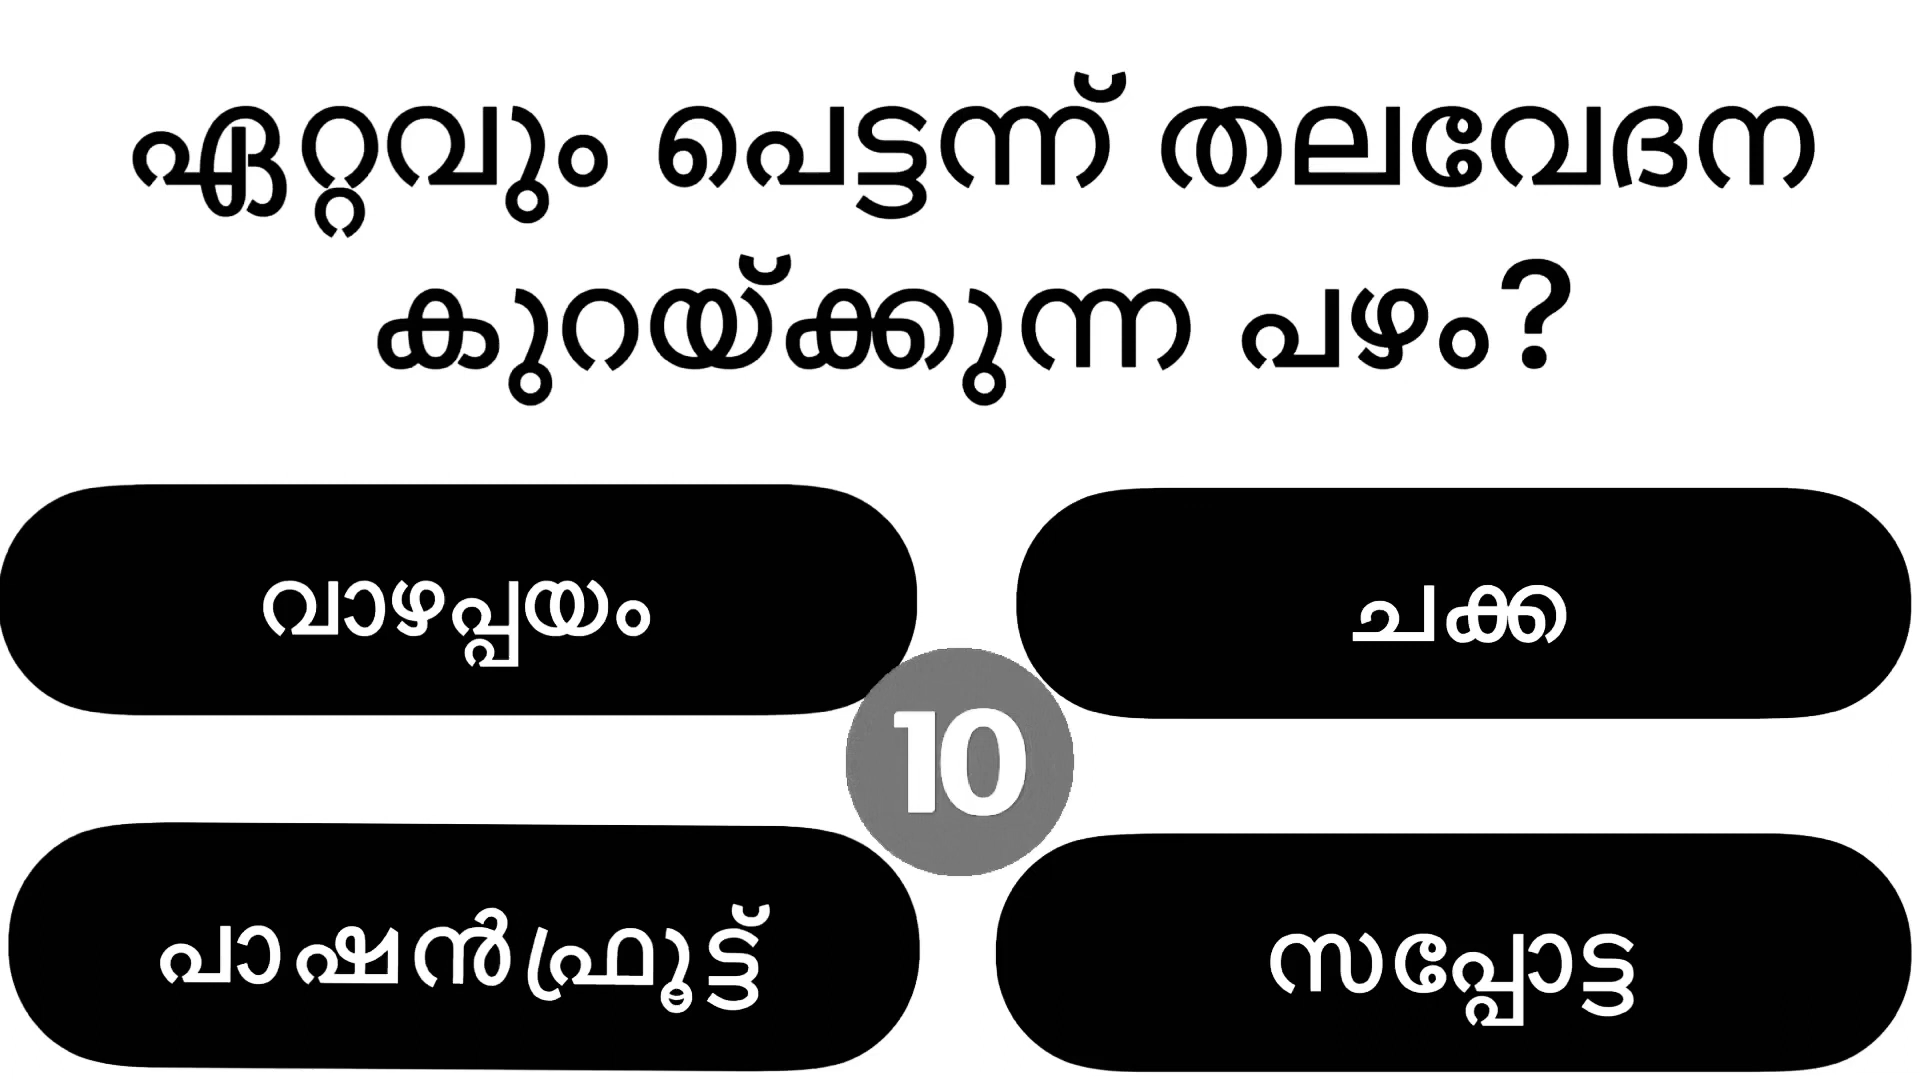 ഏറ്റവും പെട്ടന്ന് തലവേദന
കുറയ്ക്കുന്ന പഴം?
വാഴപ്പയം
ചക്ക
10
പാഷൻഫ്രൂട്ട്
സപ്പോട്ട